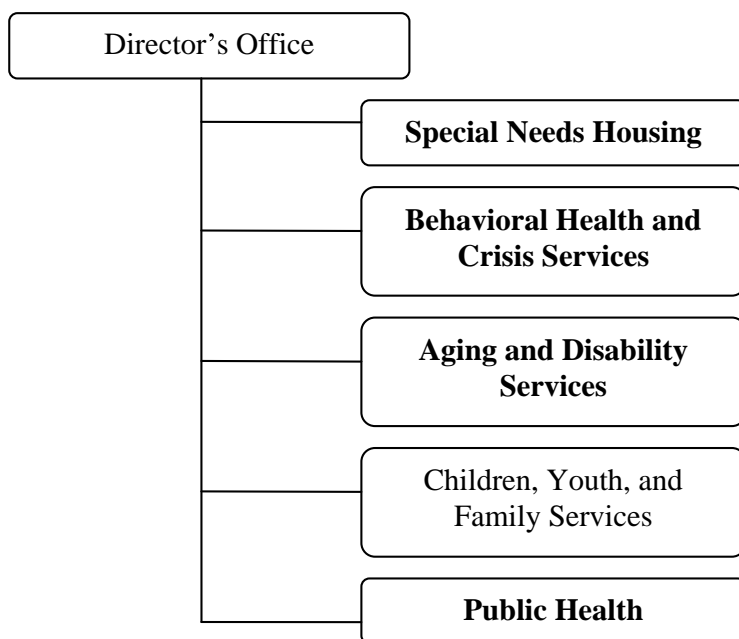 Director’s Office
Special Needs Housing
Behavioral Health and
Crisis Services
Aging and Disability
Services
Children, Youth, and
Family Services
Public Health